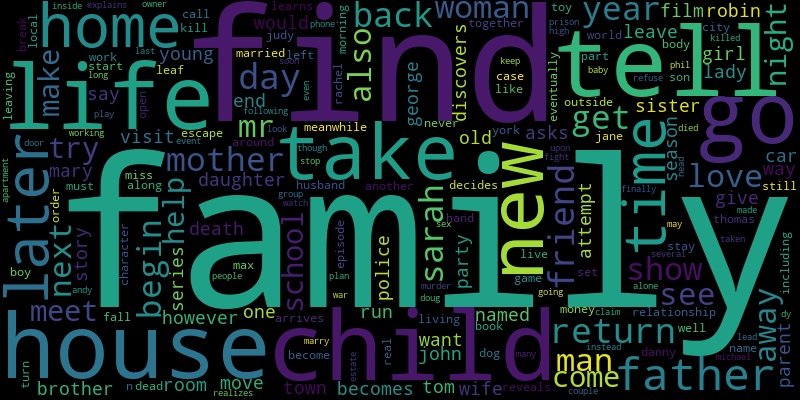 inside explains owner
break local home find tell year film robin
toy city world
phone call kill learns would back woman prison high leave killed girl night
young married judy left morning together body
life make day also discovers eventually baby phil son lady
work last start leaf end rachel george case keep like part refuse
leaving say open mr meanwhile never old york outside sister go
long play escape around even though look stop following get jane died
later try visit mother take new asks time season car
door working event upon fight head way still
mary miss daughter husband group another watch decides friend attempt love give
apartment must along death sarah hand finally may made
order next begin help family sex live set thomas
story character series max people school episode plan police party game going alone show stay several taken away including
boy andy war murder doug money claim see relationship parent
meet fall however one arrives run living named book want return well dy
house child marry become real john dog many man instead danny name lead
turn brother n dead room move town becomes estate tom wife reveals come couple father michael
realizes